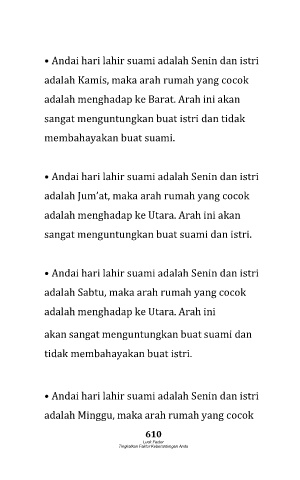 • Andai hari lahir suami adalah Senin dan istri
adalah Kamis, maka arah rumah yang cocok
adalah menghadap ke Barat. Arah ini akan
sangat menguntungkan buat istri dan tidak
membahayakan buat suami.
• Andai hari lahir suami adalah Senin dan istri
adalah Jum’at, maka arah rumah yang cocok
adalah menghadap ke Utara. Arah ini akan
sangat menguntungkan buat suami dan istri.
• Andai hari lahir suami adalah Senin dan istri
adalah Sabtu, maka arah rumah yang cocok
adalah menghadap ke Utara. Arah ini
akan sangat menguntungkan buat suami dan
tidak membahayakan buat istri.
• Andai hari lahir suami adalah Senin dan istri
adalah Minggu, maka arah rumah yang cocok
610
Luck Factor
Tingkatkan Faktor Keberuntungan Anda